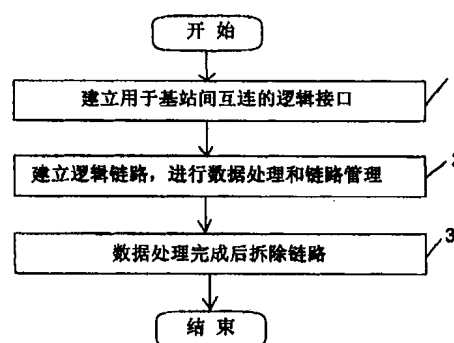 开 始
建立用于基站间互连的逻辑接口
建立逻辑链路，进行数据处理和链路管理
数据处理完成后拆除链路
3
结 束